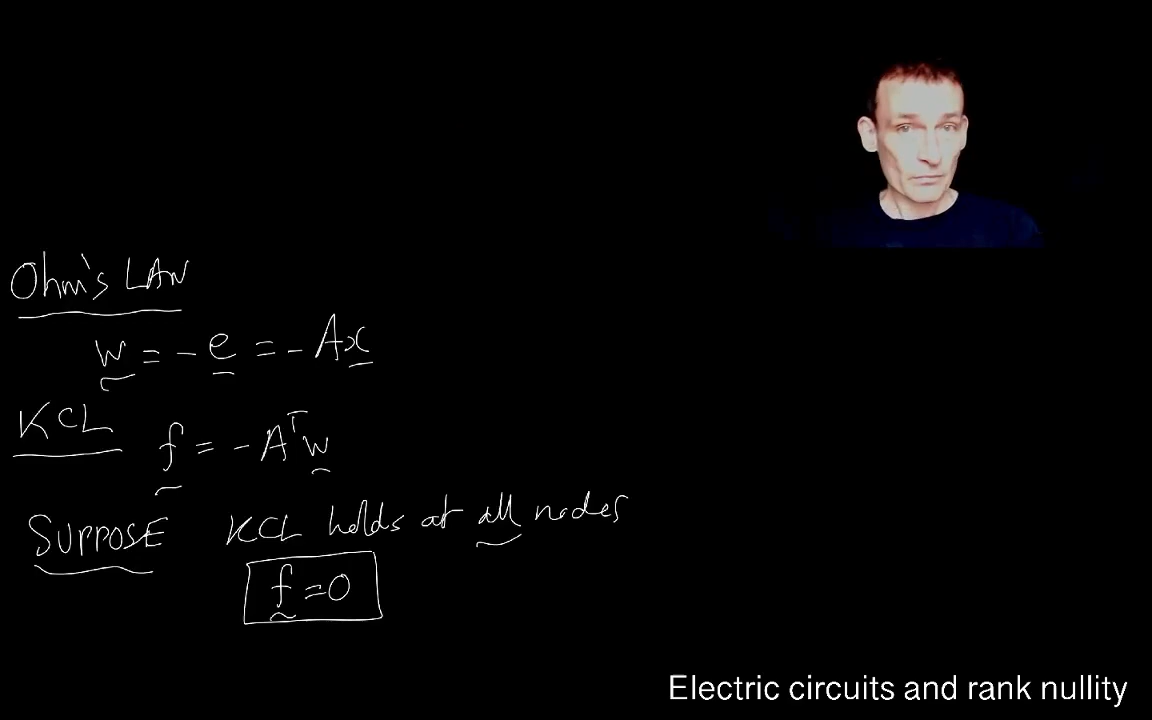 Ohm's LAW
w = - e = - Ax
KCL
f = - Aᵀw
SUPPOSE KCL holds at all nodes
f = 0
Electric circuits and rank nullity